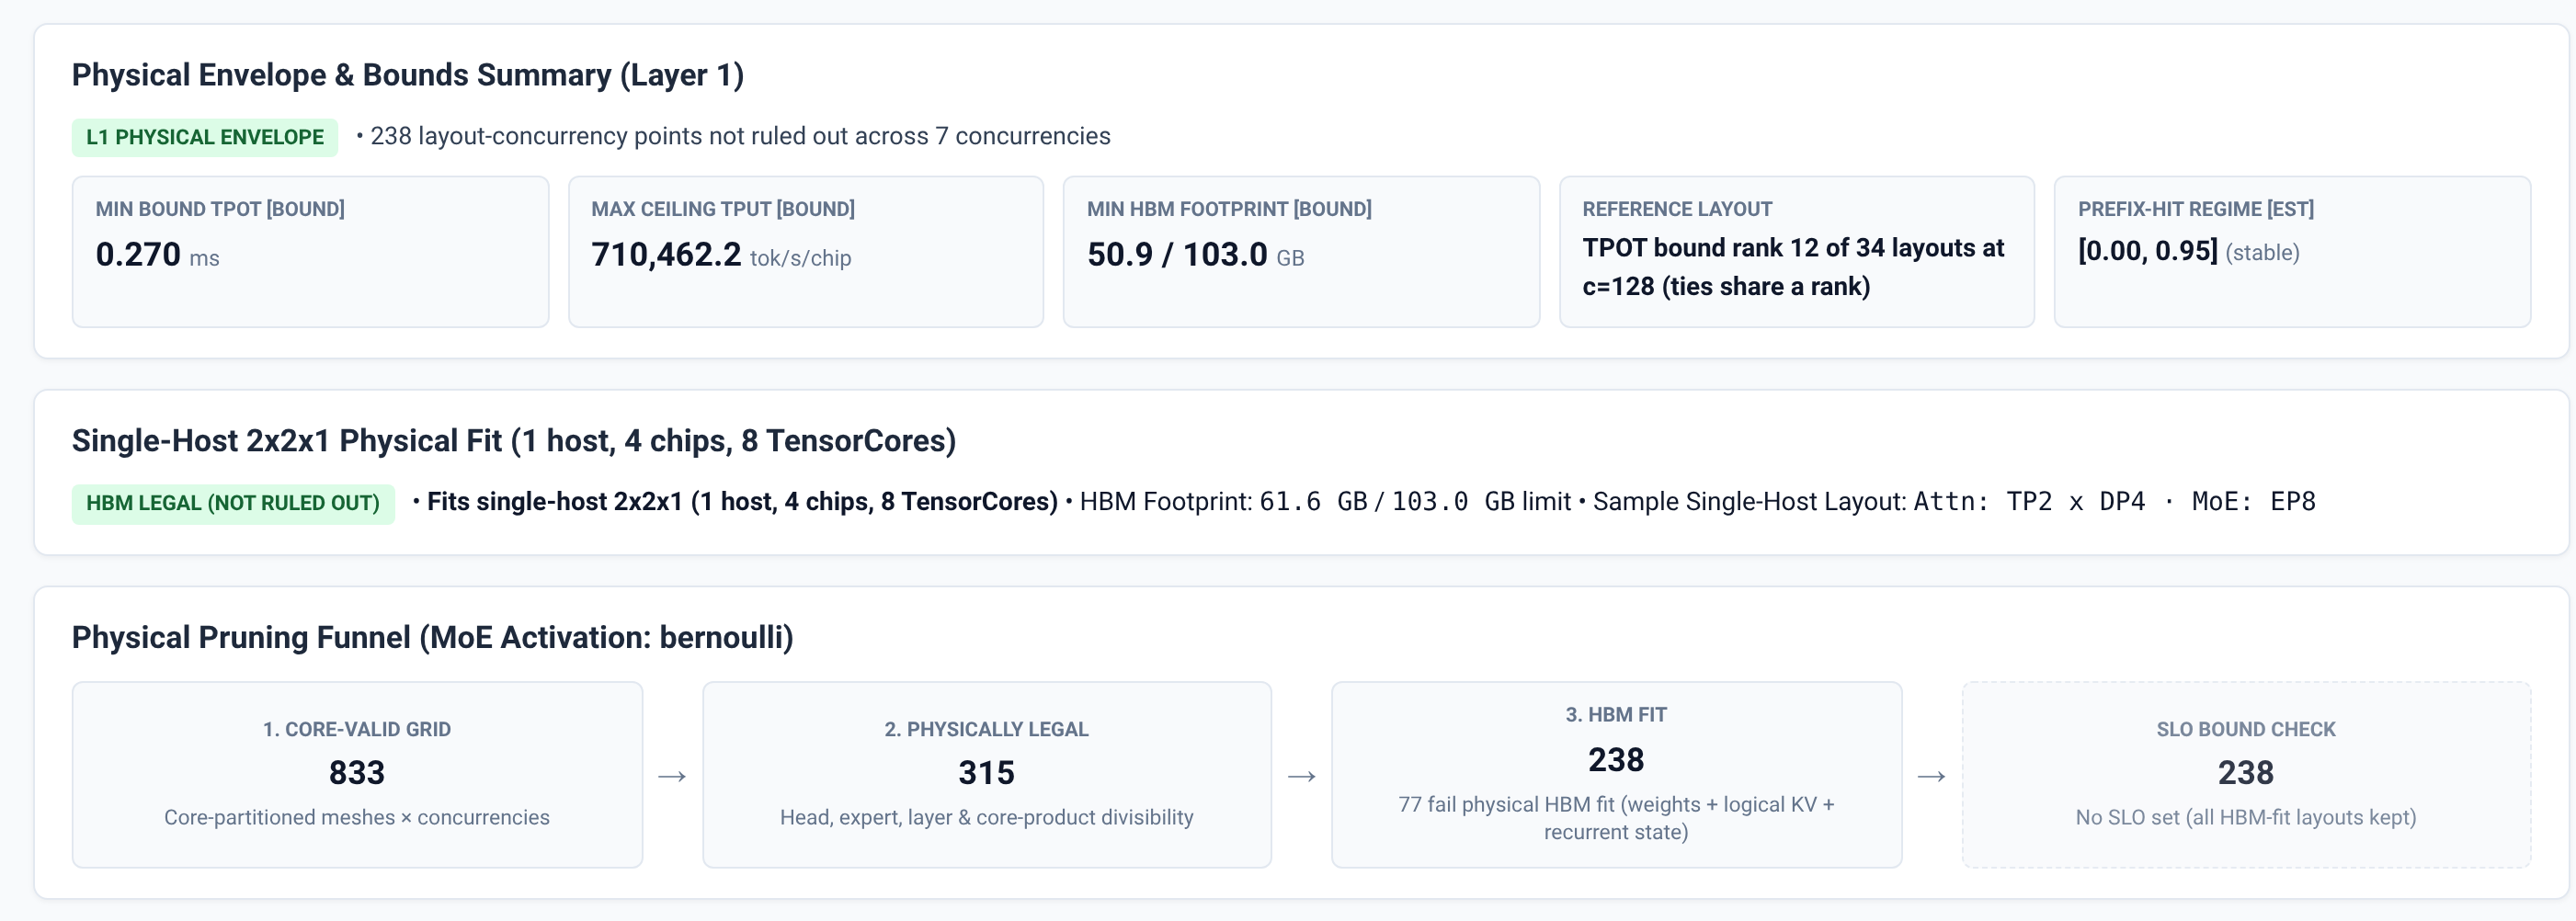 Physical Envelope & Bounds Summary (Layer 1)
L1 PHYSICAL ENVELOPE • 238 layout-concurrency points not ruled out across 7 concurrencies
MIN BOUND TPOT [BOUND]
0.270 ms
MAX CEILING TPUT [BOUND]
710,462.2 tok/s/chip
MIN HBM FOOTPRINT [BOUND]
50.9 / 103.0 GB
REFERENCE LAYOUT
TPOT bound rank 12 of 34 layouts at
c=128 (ties share a rank)
PREFIX-HIT REGIME [EST]
[0.00, 0.95] (stable)
Single-Host 2x2x1 Physical Fit (1 host, 4 chips, 8 TensorCores)
HBM LEGAL (NOT RULED OUT) • Fits single-host 2x2x1 (1 host, 4 chips, 8 TensorCores) • HBM Footprint: 61.6 GB / 103.0 GB limit • Sample Single-Host Layout: Attn: TP2 x DP4 · MoE: EP8
Physical Pruning Funnel (MoE Activation: bernoulli)
1. CORE-VALID GRID
833
Core-partitioned meshes × concurrencies
→
2. PHYSICALLY LEGAL
315
Head, expert, layer & core-product divisibility
→
3. HBM FIT
238
77 fail physical HBM fit (weights + logical KV +
recurrent state)
→
SLO BOUND CHECK
238
No SLO set (all HBM-fit layouts kept)